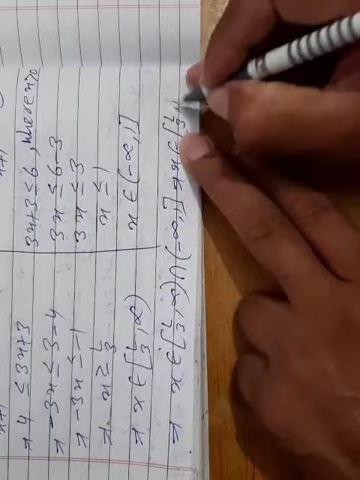 ⇒ 4 ≤ 3x+3
⇒ -3x ≤ 3-4
⇒ -3x ≤ -1
⇒ x ≥ 1/3
⇒ x ∈ [1/3, ∞)
3x+3 ≤ 6, where
3x ≤ 6-3
3x ≤ 3
x ≤ 1
x ∈ (-∞, 1]
⇒ x ∈ [1/3, ∞) ∩ (-∞, 1] ⇒ x ∈ [1/3, 1